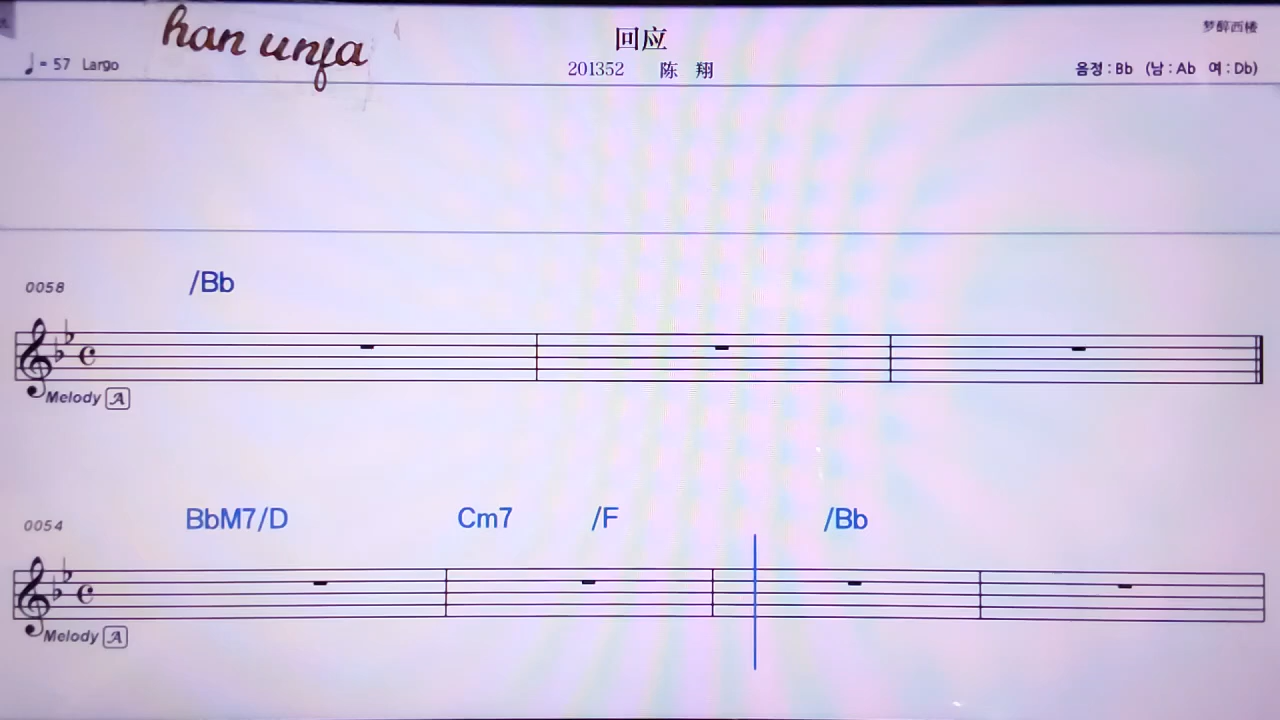 han unfa
回应
梦醉西楼
♩= 57 Largo
201352 陈 翔
음정 : Bb (남 : Ab 여 : Db)
0058 /Bb
Melody A
0054 BbM7/D Cm7 /F /Bb
Melody A